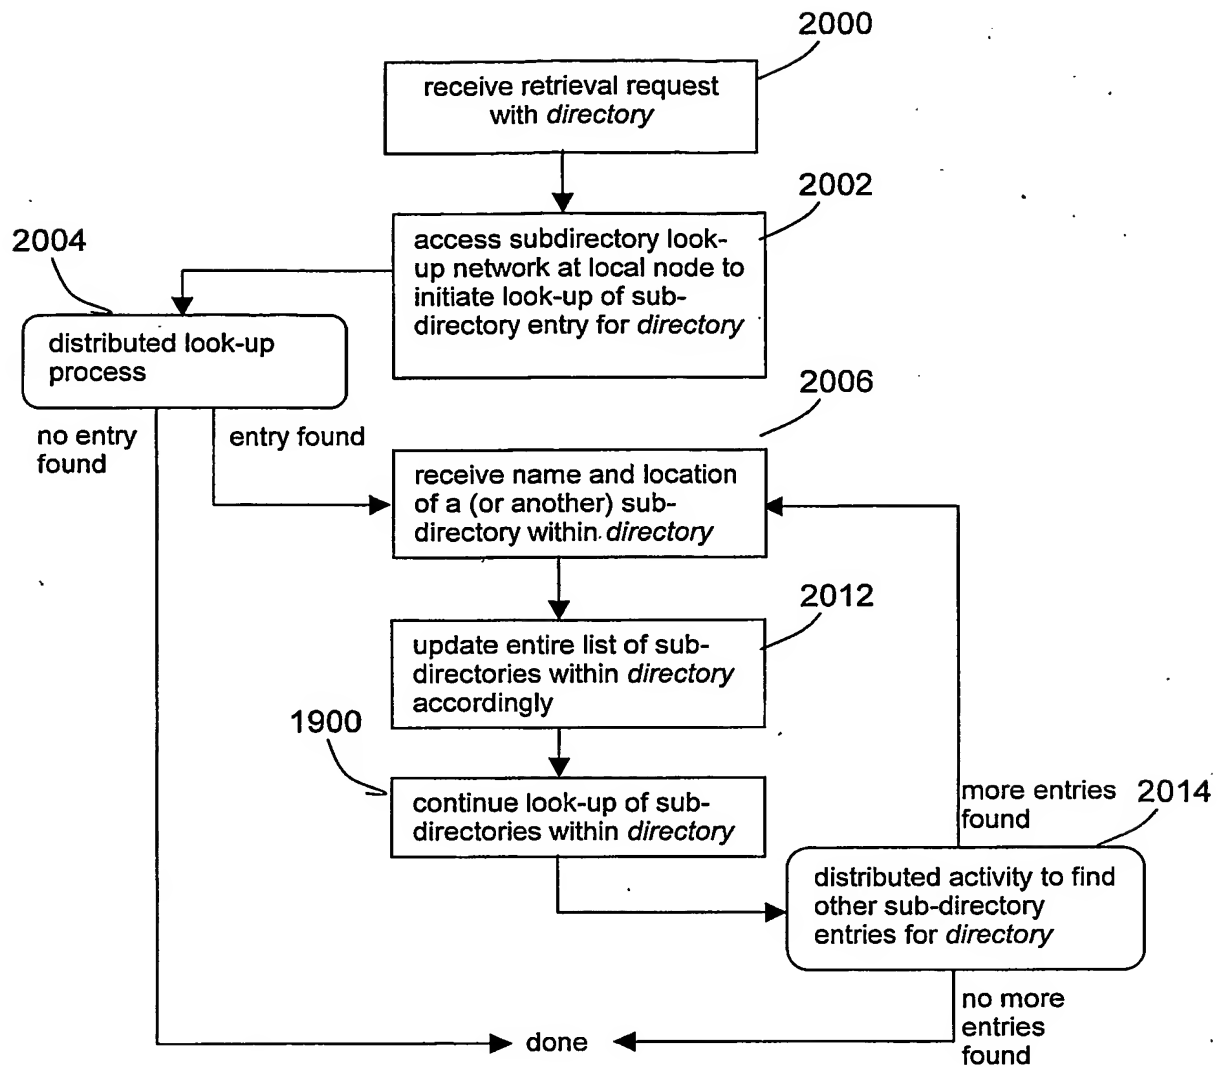 2000
receive retrieval request
with directory
2002
access subdirectory look-
up network at local node to
initiate look-up of sub-
directory entry for directory
2004
distributed look-up
process
no entry
found
entry found
2006
receive name and location
of a (or another) sub-
directory within directory
2012
update entire list of sub-
directories within directory
accordingly
1900
continue look-up of sub-
directories within directory
more entries
found
2014
distributed activity to find
other sub-directory
entries for directory
no more
entries
found
done